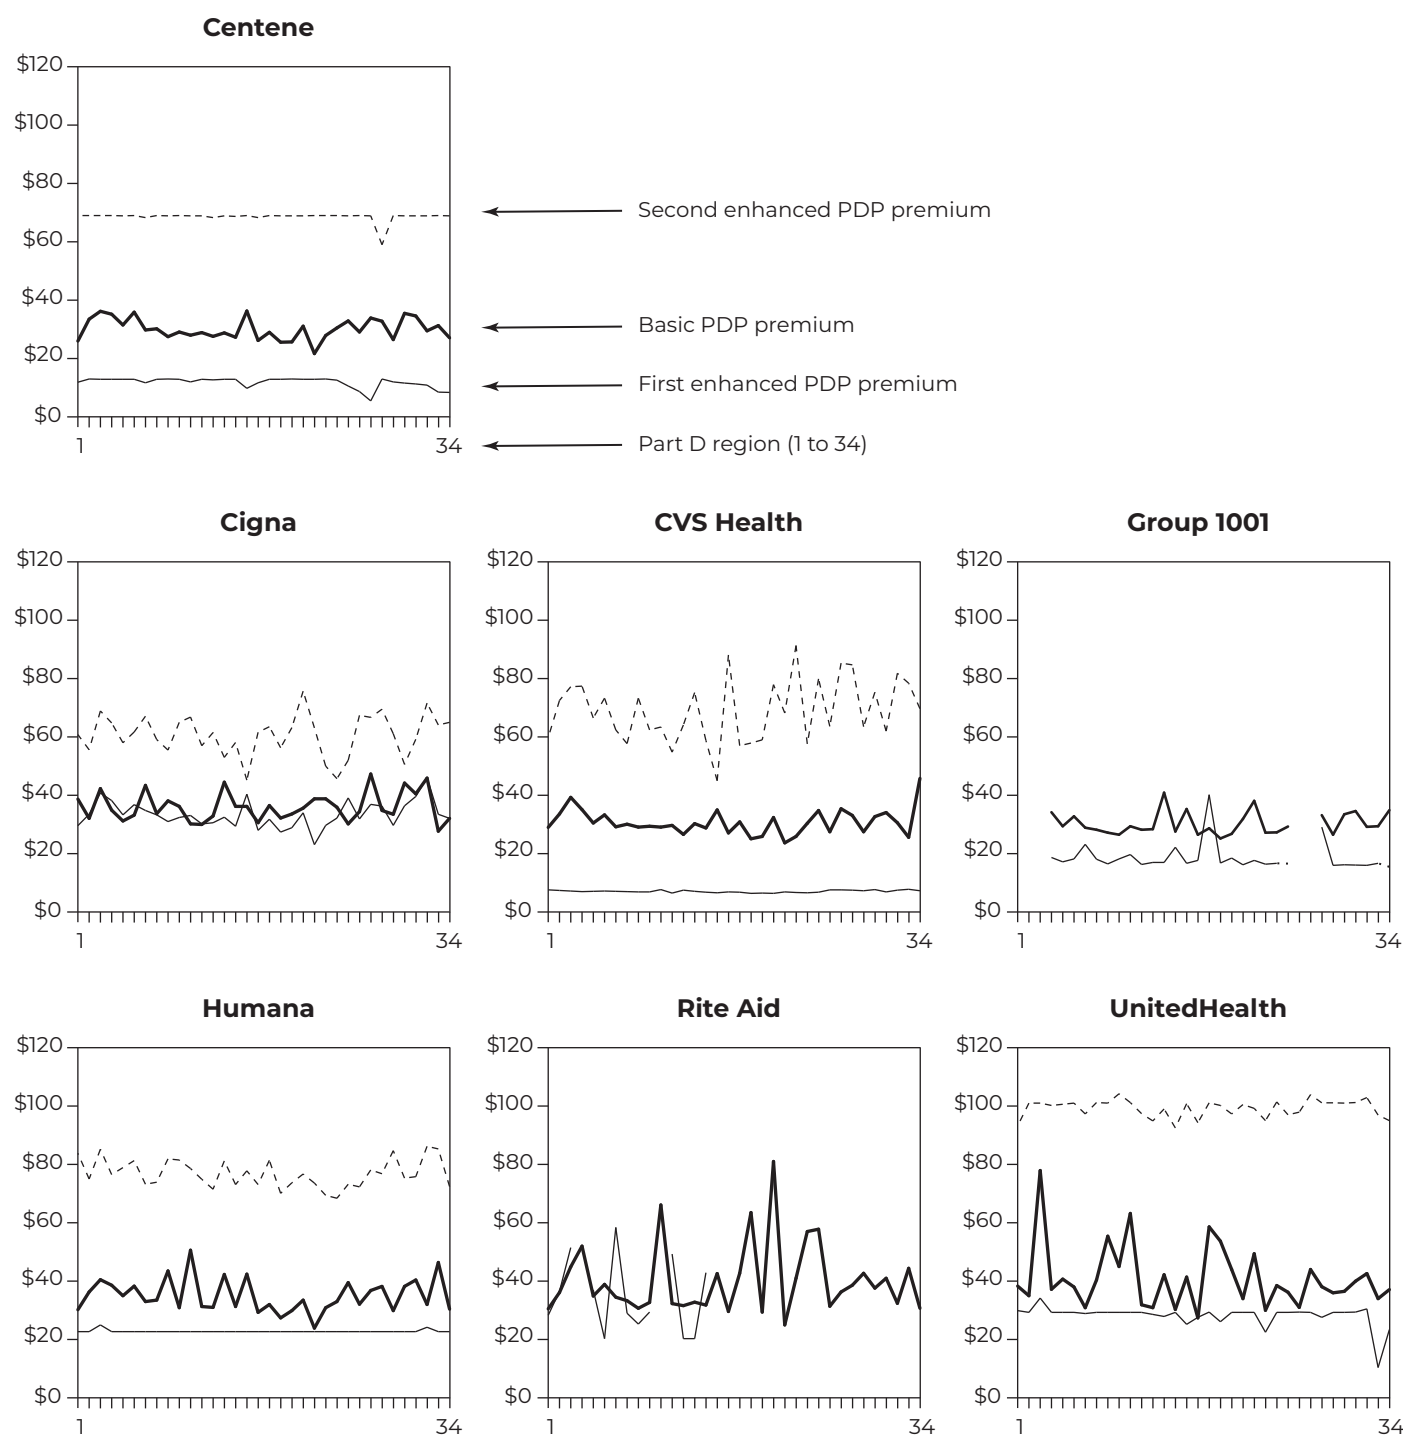 Centene
$120
$100
$80
Second enhanced PDP premium
$60
$40
Basic PDP premium
$20
First enhanced PDP premium
$0
1 34
Part D region (1 to 34)
Cigna CVS Health Group 1001
$120 $120 $120
$100 $100 $100
$80 $80 $80
$60 $60 $60
$40 $40 $40
$20 $20 $20
$0 $0 $0
1 34 1 34 1 34
Humana Rite Aid UnitedHealth
$120 $120 $120
$100 $100 $100
$80 $80 $80
$60 $60 $60
$40 $40 $40
$20 $20 $20
$0 $0 $0
1 34 1 34 1 34